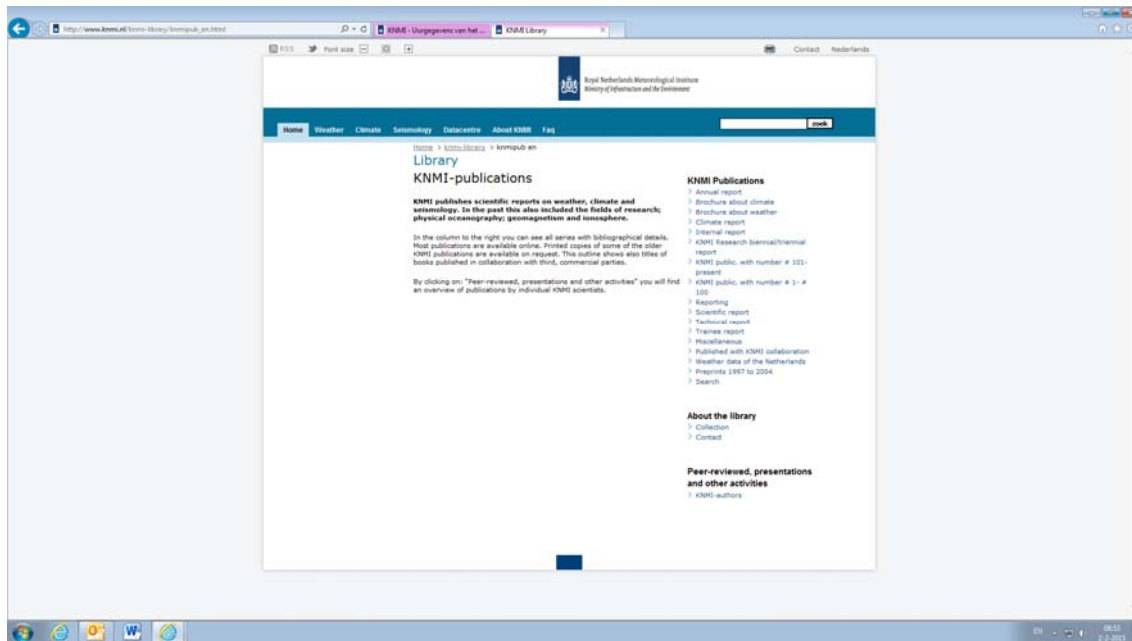 http://www.knmi.nl/knmi-library/knmipub_en.html
KNMI - Uurgegevens van het ...
KNMI Library
RSS
Font size
Contact
Nederlands
Royal Netherlands Meteorological Institute
Ministry of Infrastructure and the Environment
Home Weather Climate Seismology Datacentre About KNMI Faq
zoek
Home > knmi-library > knmipub en
Library
KNMI-publications
KNMI publishes scientific reports on weather, climate and
seismology. In the past this also included the fields of research;
physical oceanography; geomagnetism and ionosphere.
In the column to the right you can see all series with bibliographical details.
Most publications are available online. Printed copies of some of the older
KNMI publications are available on request. This outline shows also titles of
books published in collaboration with third, commercial parties.
By clicking on: "Peer-reviewed, presentations and other activities" you will find
an overview of publications by individual KNMI scientists.
KNMI Publications
Annual report
Brochure about climate
Brochure about weather
Climate report
Internal report
KNMI Research biennial/triennial
report
KNMI public. with number # 101-
present
KNMI public. with number # 1- #
100
Reporting
Scientific report
Technical report
Trainee report
Miscellaneous
Published with KNMI collaboration
Weather data of the Netherlands
Preprints 1997 to 2004
Search
About the library
Collection
Contact
Peer-reviewed, presentations
and other activities
KNMI-authors
EN
08:53
2-2-2015